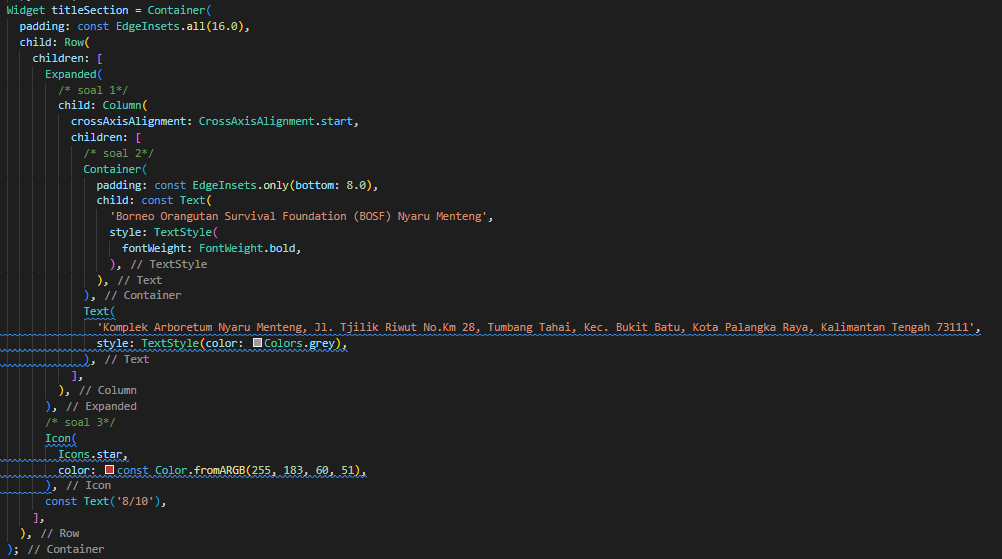 Widget titleSection = Container(
  padding: const EdgeInsets.all(16.0),
  child: Row(
    children: [
      Expanded(
        /* soal 1*/
        child: Column(
          crossAxisAlignment: CrossAxisAlignment.start,
          children: [
            /* soal 2*/
            Container(
              padding: const EdgeInsets.only(bottom: 8.0),
              child: const Text(
                'Borneo Orangutan Survival Foundation (BOSF) Nyaru Menteng',
                style: TextStyle(
                  fontWeight: FontWeight.bold,
                ), // TextStyle
              ), // Text
            ), // Container
            Text(
              'Komplek Arboretum Nyaru Menteng, Jl. Tjilik Riwut No.Km 28, Tumbang Tahai, Kec. Bukit Batu, Kota Palangka Raya, Kalimantan Tengah 73111',
              style: TextStyle(color: Colors.grey),
            ), // Text
          ],
        ), // Column
      ), // Expanded
      /* soal 3*/
      Icon(
        Icons.star,
        color: const Color.fromARGB(255, 183, 60, 51),
      ), // Icon
      const Text('8/10'),
    ],
  ), // Row
); // Container